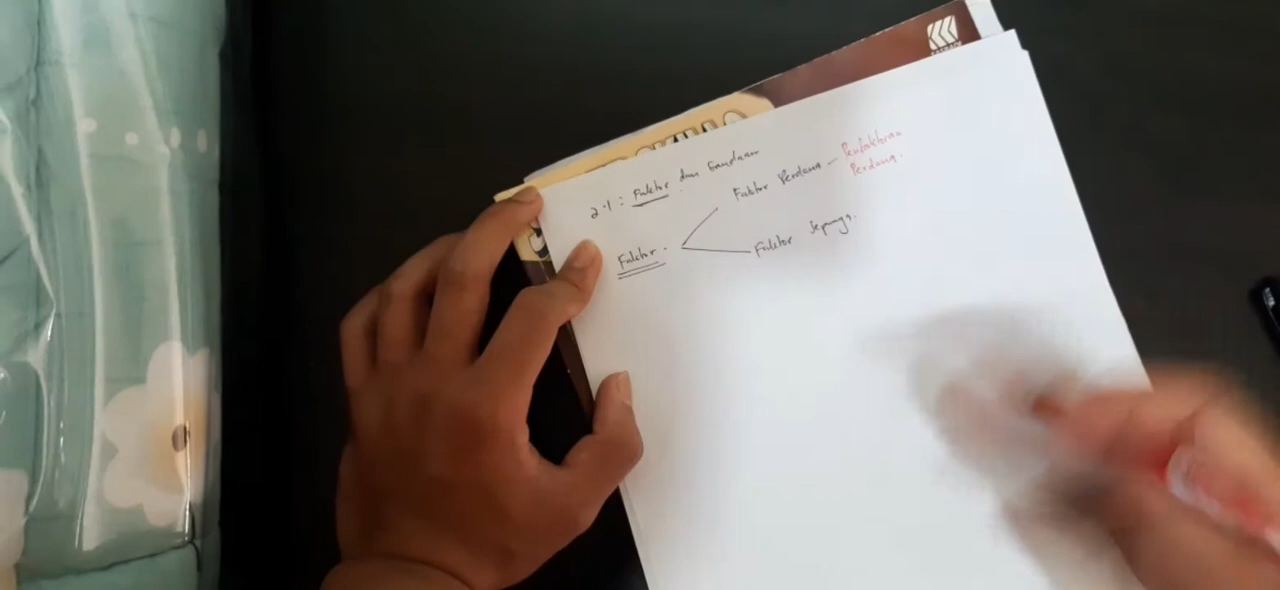 2.1 : Faktor dan Gandaan
Faktor Perdana - Pemfaktoran
Perdana.
Faktor.
Faktor Sepunya.